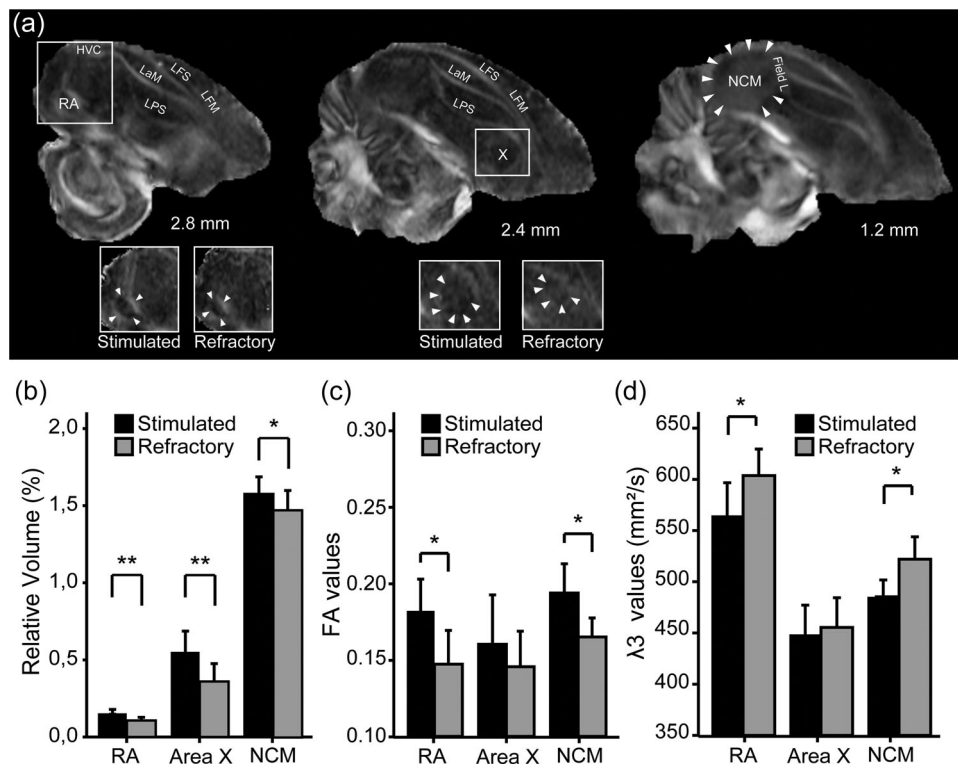 (a)
HVC
RA
LaM
LFS
LPS
LFM
2.8 mm
LaM
LFS
LPS
LFM
X
2.4 mm
NCM
Field L
1.2 mm
Stimulated Refractory
Stimulated Refractory
(b)
Stimulated
Refractory
Relative Volume (%)
2,0
1,5
1,0
0,5
0,0
**
**
*
RA Area X NCM
(c)
Stimulated
Refractory
FA values
0.30
0.25
0.20
0.15
0.10
*
*
RA Area X NCM
(d)
Stimulated
Refractory
λ3 values (mm²/s)
650
600
550
500
450
400
350
*
*
RA Area X NCM